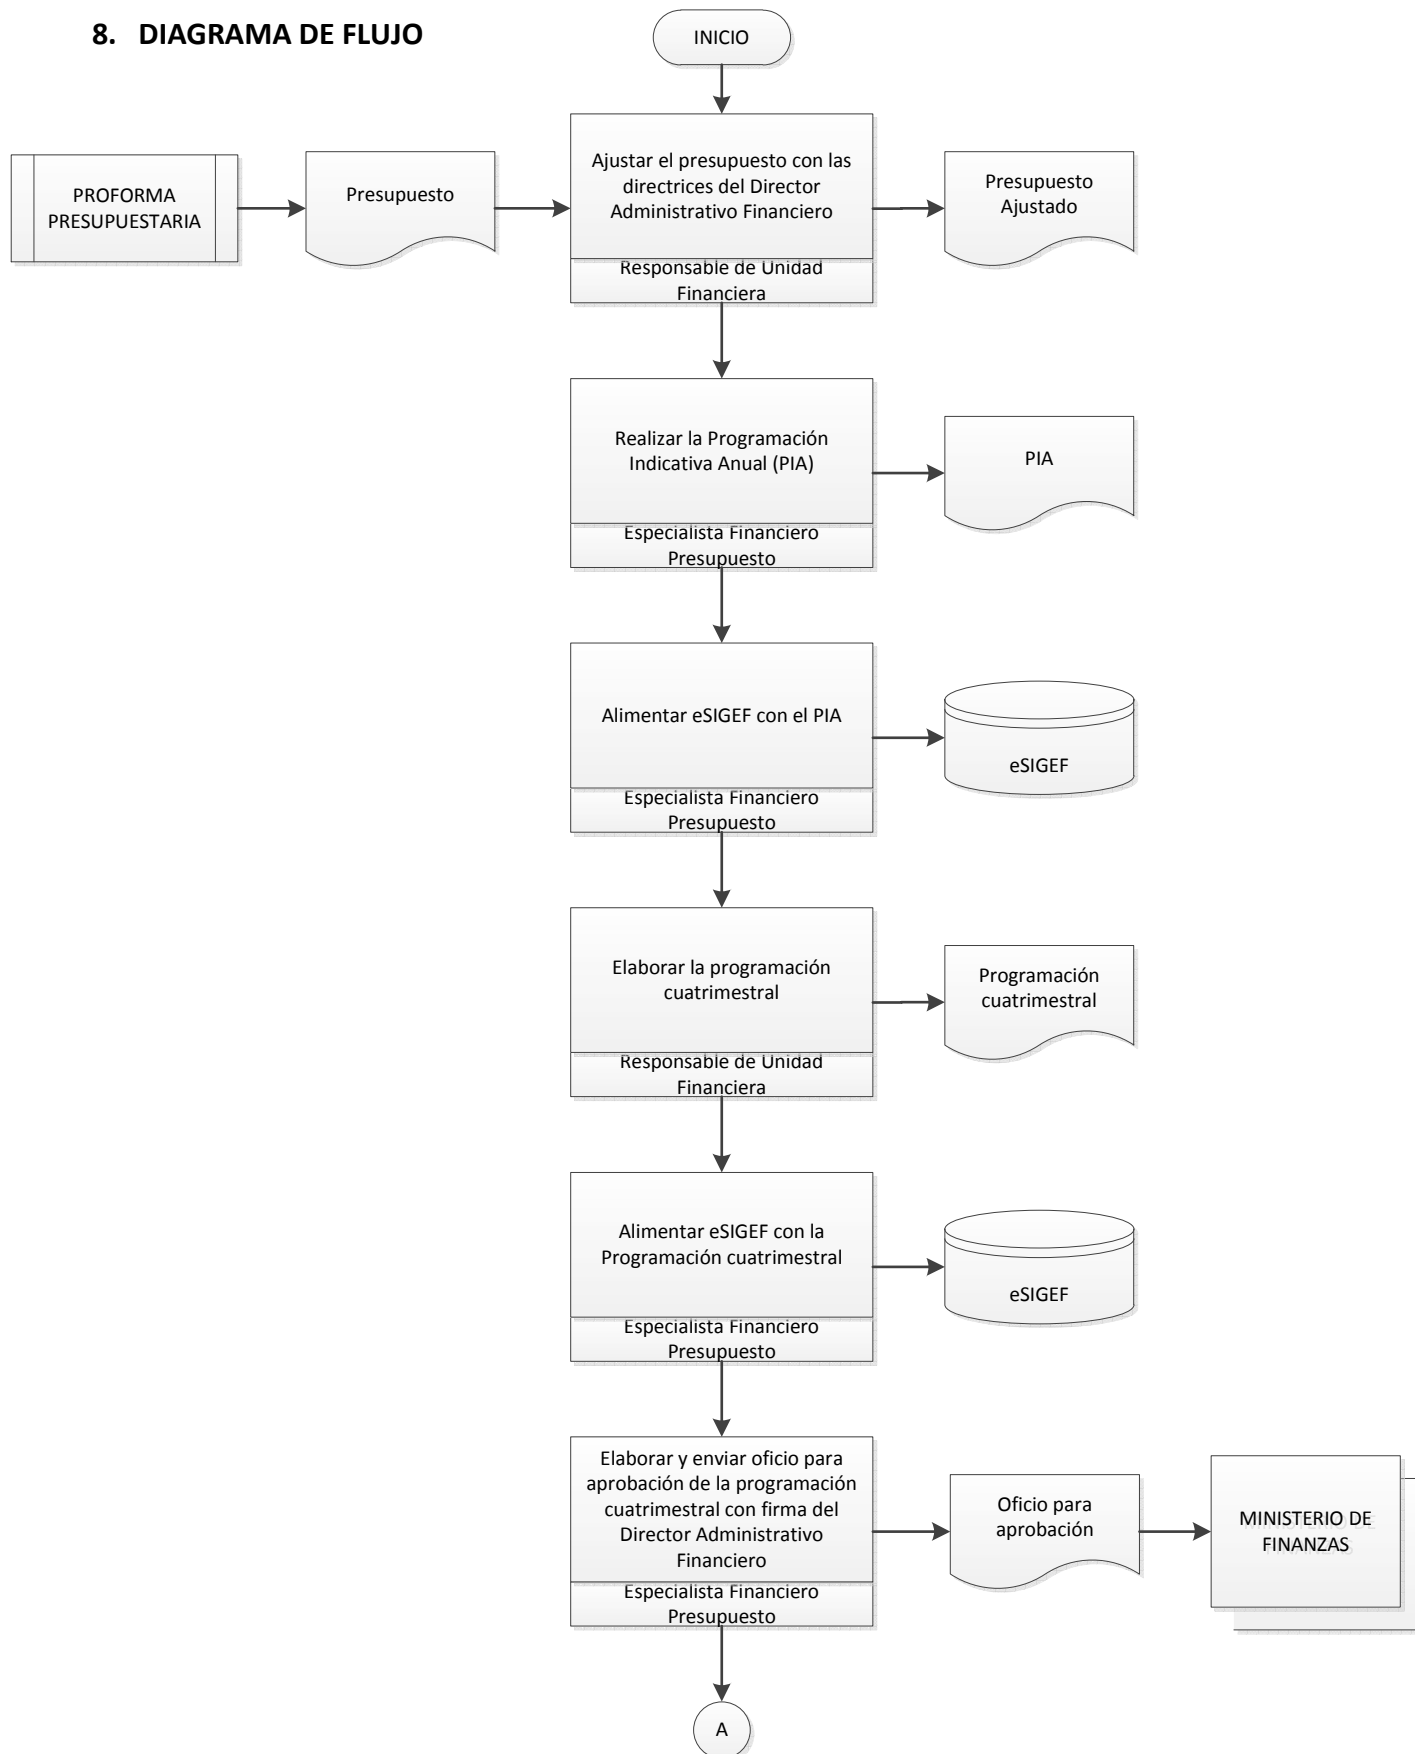 8. DIAGRAMA DE FLUJO
INICIO
PROFORMA
PRESUPUESTARIA
Presupuesto
Ajustar el presupuesto con las
directrices del Director
Administrativo Financiero
Responsable de Unidad
Financiera
Presupuesto
Ajustado
Realizar la Programación
Indicativa Anual (PIA)
Especialista Financiero
Presupuesto
PIA
Alimentar eSIGEF con el PIA
Especialista Financiero
Presupuesto
eSIGEF
Elaborar la programación
cuatrimestral
Responsable de Unidad
Financiera
Programación
cuatrimestral
Alimentar eSIGEF con la
Programación cuatrimestral
Especialista Financiero
Presupuesto
eSIGEF
Elaborar y enviar oficio para
aprobación de la programación
cuatrimestral con firma del
Director Administrativo
Financiero
Especialista Financiero
Presupuesto
Oficio para
aprobación
MINISTERIO DE
FINANZAS
A